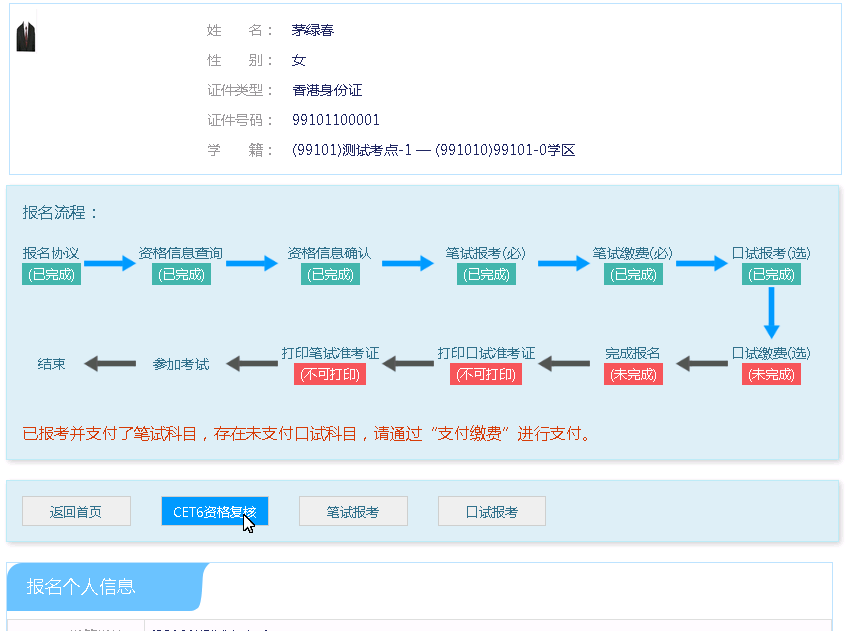 姓 名： 茅绿春
性 别： 女
证件类型： 香港身份证
证件号码： 99101100001
学 籍： (99101)测试考点-1 — (991010)99101-0学区
报名流程：
报名协议 资格信息查询 资格信息确认 笔试报考(必) 笔试缴费(必) 口试报考(选)
(已完成) (已完成) (已完成) (已完成) (已完成) (已完成)
结束 参加考试 打印笔试准考证 打印口试准考证 完成报名 口试缴费(选)
(不可打印) (不可打印) (未完成) (未完成)
已报考并支付了笔试科目，存在未支付口试科目，请通过“支付缴费”进行支付。
返回首页 CET6资格复核 笔试报考 口试报考
报名个人信息